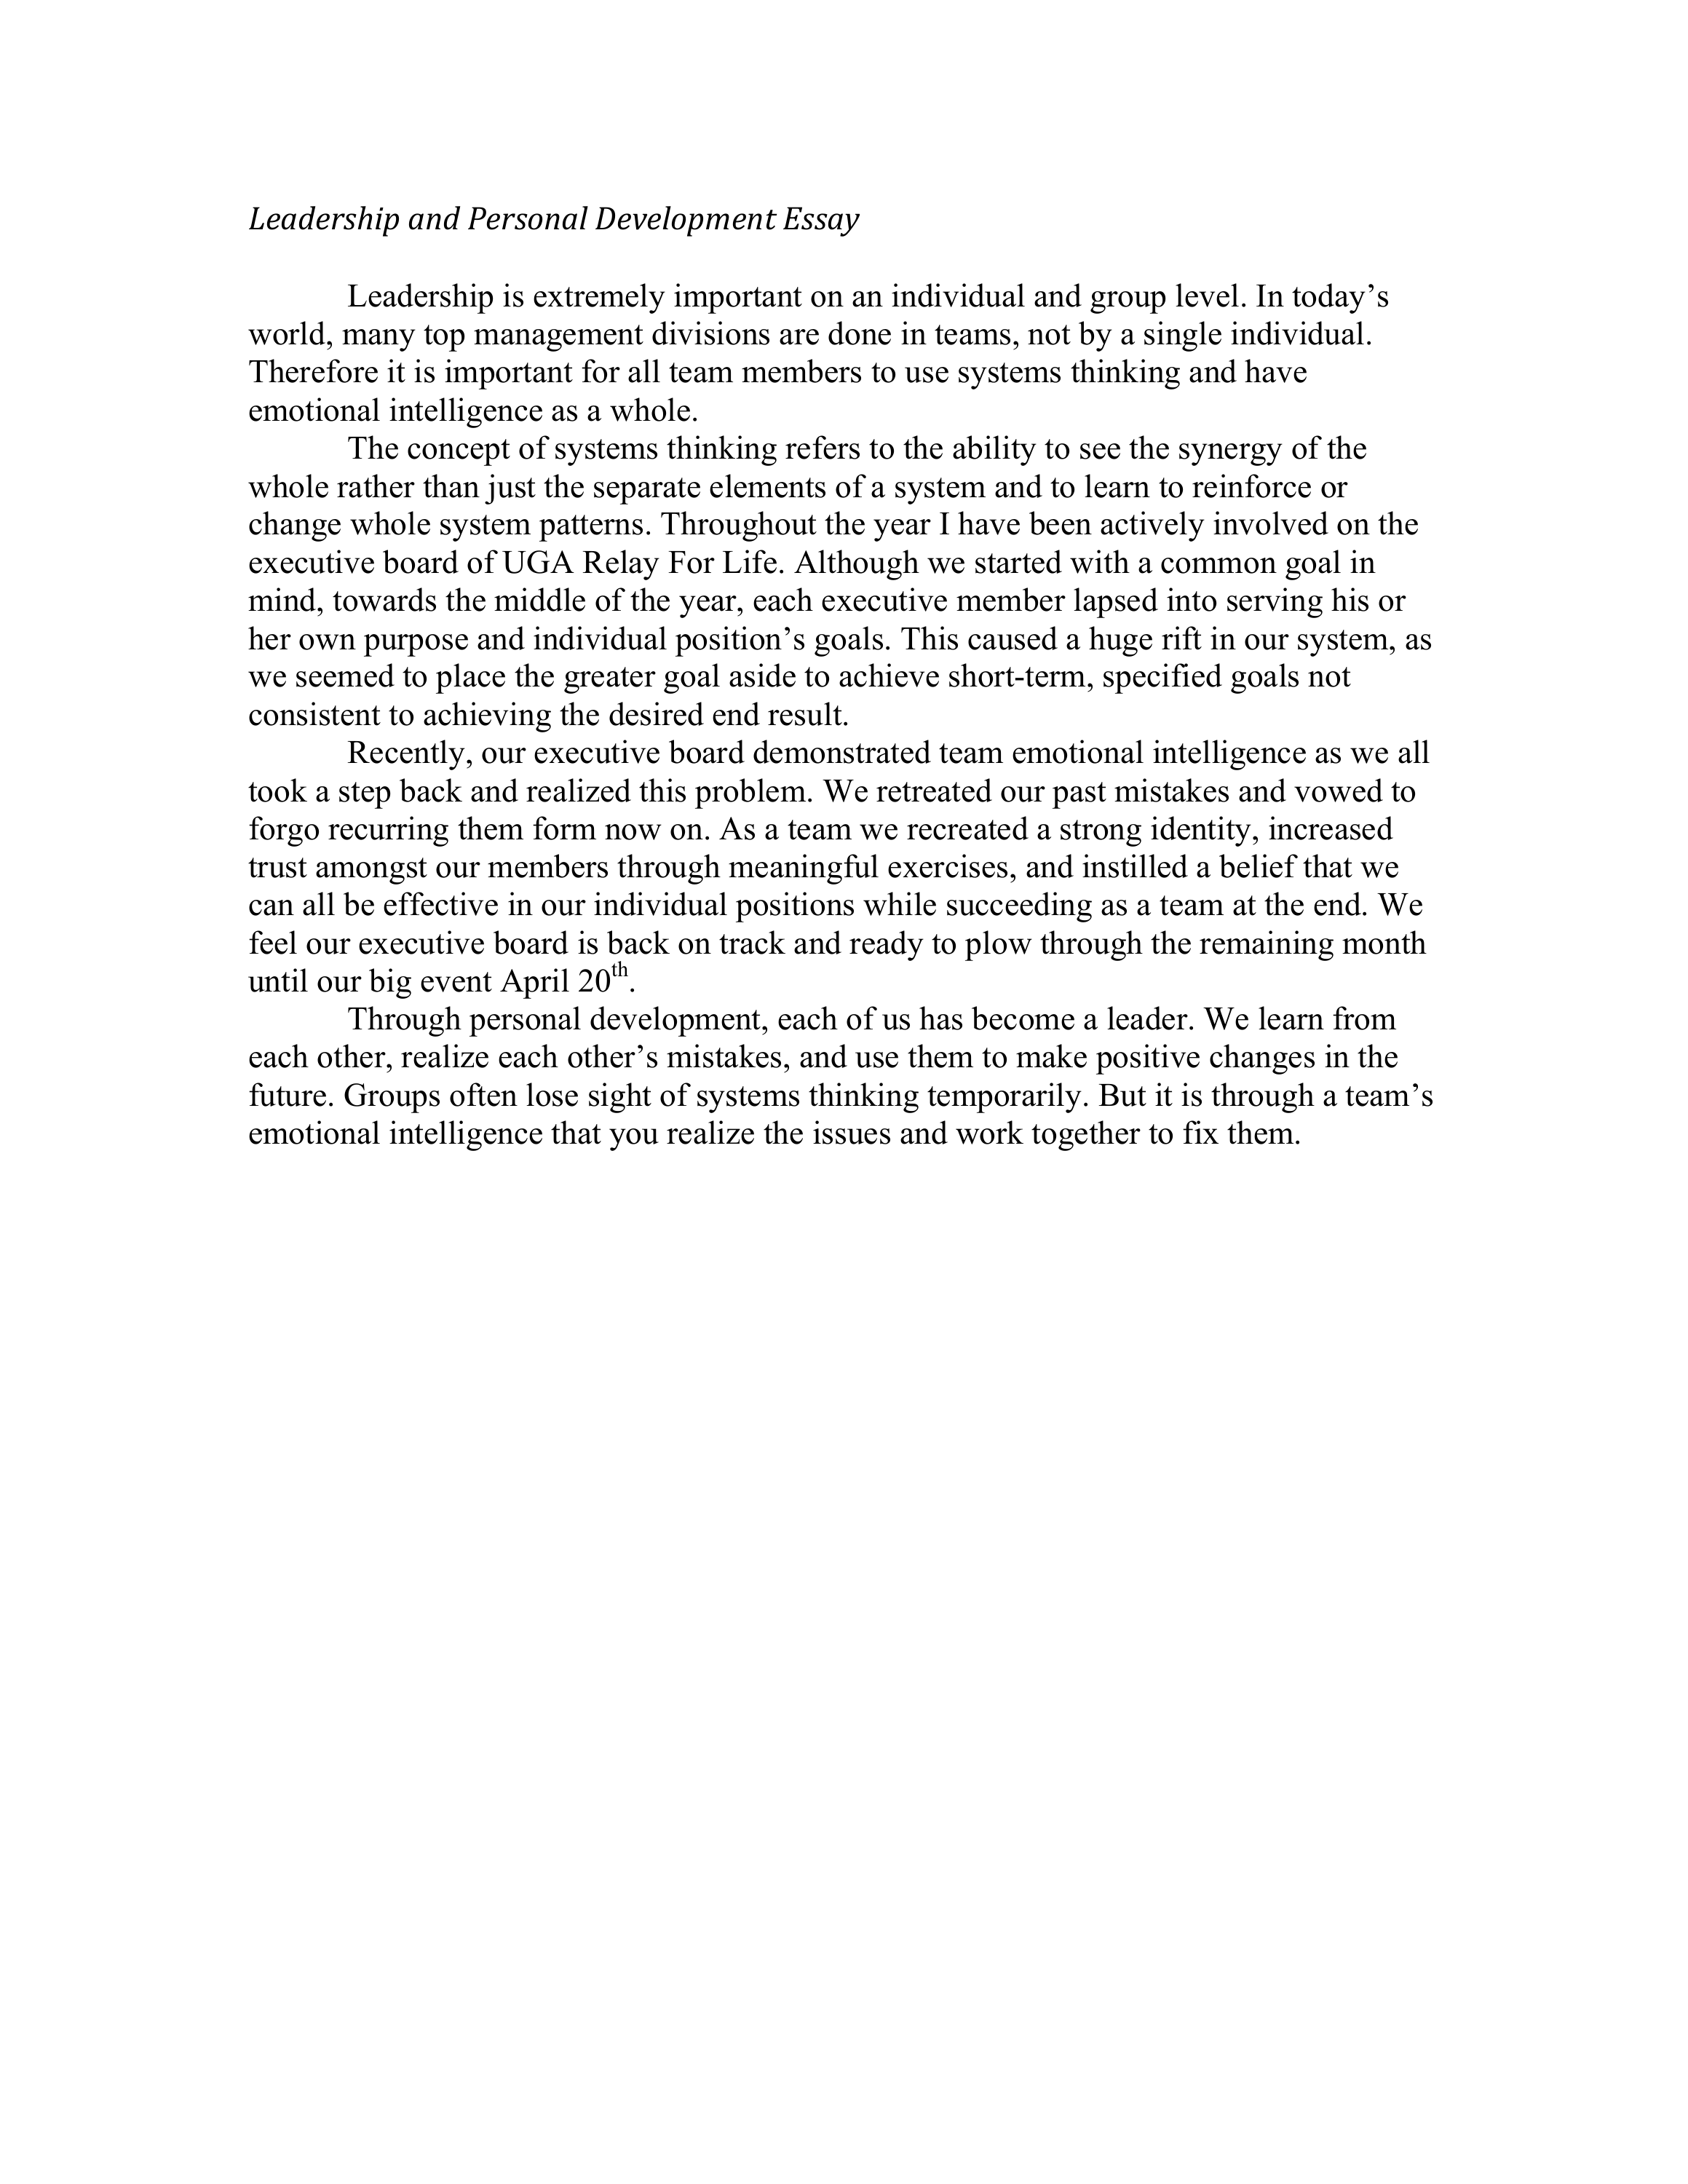 Leadership and Personal Development Essay
Leadership is extremely important on an individual and group level. In today’s
world, many top management divisions are done in teams, not by a single individual.
Therefore it is important for all team members to use systems thinking and have
emotional intelligence as a whole.
The concept of systems thinking refers to the ability to see the synergy of the
whole rather than just the separate elements of a system and to learn to reinforce or
change whole system patterns. Throughout the year I have been actively involved on the
executive board of UGA Relay For Life. Although we started with a common goal in
mind, towards the middle of the year, each executive member lapsed into serving his or
her own purpose and individual position’s goals. This caused a huge rift in our system, as
we seemed to place the greater goal aside to achieve short-term, specified goals not
consistent to achieving the desired end result.
Recently, our executive board demonstrated team emotional intelligence as we all
took a step back and realized this problem. We retreated our past mistakes and vowed to
forgo recurring them form now on. As a team we recreated a strong identity, increased
trust amongst our members through meaningful exercises, and instilled a belief that we
can all be effective in our individual positions while succeeding as a team at the end. We
feel our executive board is back on track and ready to plow through the remaining month
until our big event April 20th.
Through personal development, each of us has become a leader. We learn from
each other, realize each other’s mistakes, and use them to make positive changes in the
future. Groups often lose sight of systems thinking temporarily. But it is through a team’s
emotional intelligence that you realize the issues and work together to fix them.